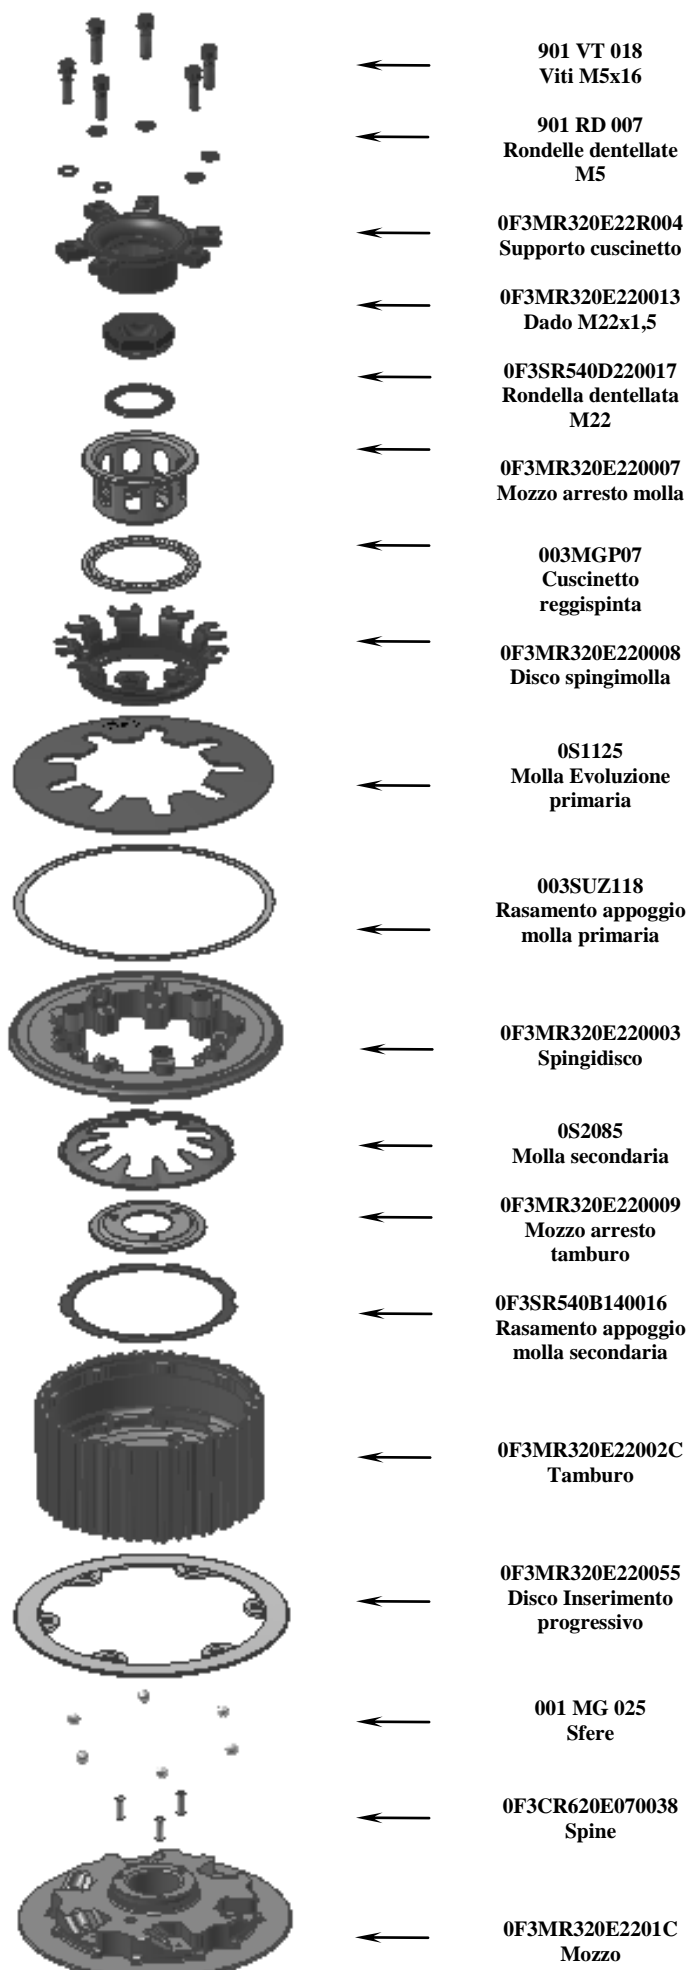 901 VT 018
Viti M5x16
901 RD 007
Rondelle dentellate
M5
0F3MR320E22R004
Supporto cuscinetto
0F3MR320E220013
Dado M22x1,5
0F3SR540D220017
Rondella dentellata
M22
0F3MR320E220007
Mozzo arresto molla
003MGP07
Cuscinetto
reggispinta
0F3MR320E220008
Disco spingimolla
0S1125
Molla Evoluzione
primaria
003SUZ118
Rasamento appoggio
molla primaria
0F3MR320E220003
Spingidisco
0S2085
Molla secondaria
0F3MR320E220009
Mozzo arresto
tamburo
0F3SR540B140016
Rasamento appoggio
molla secondaria
0F3MR320E22002C
Tamburo
0F3MR320E220055
Disco Inserimento
progressivo
001 MG 025
Sfere
0F3CR620E070038
Spine
0F3MR320E2201C
Mozzo